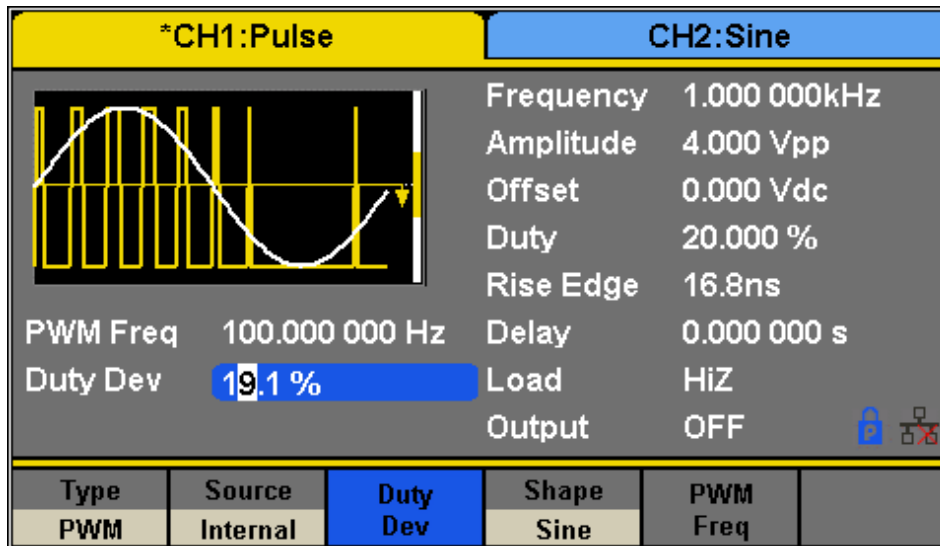 *CH1:Pulse
CH2:Sine
Frequency 1.000 000kHz
Amplitude 4.000 Vpp
Offset 0.000 Vdc
Duty 20.000 %
Rise Edge 16.8ns
PWM Freq 100.000 000 Hz
Delay 0.000 000 s
Duty Dev 19.1 %
Load HiZ
Output OFF
P
Type
PWM
Source
Internal
Duty
Dev
Shape
Sine
PWM
Freq